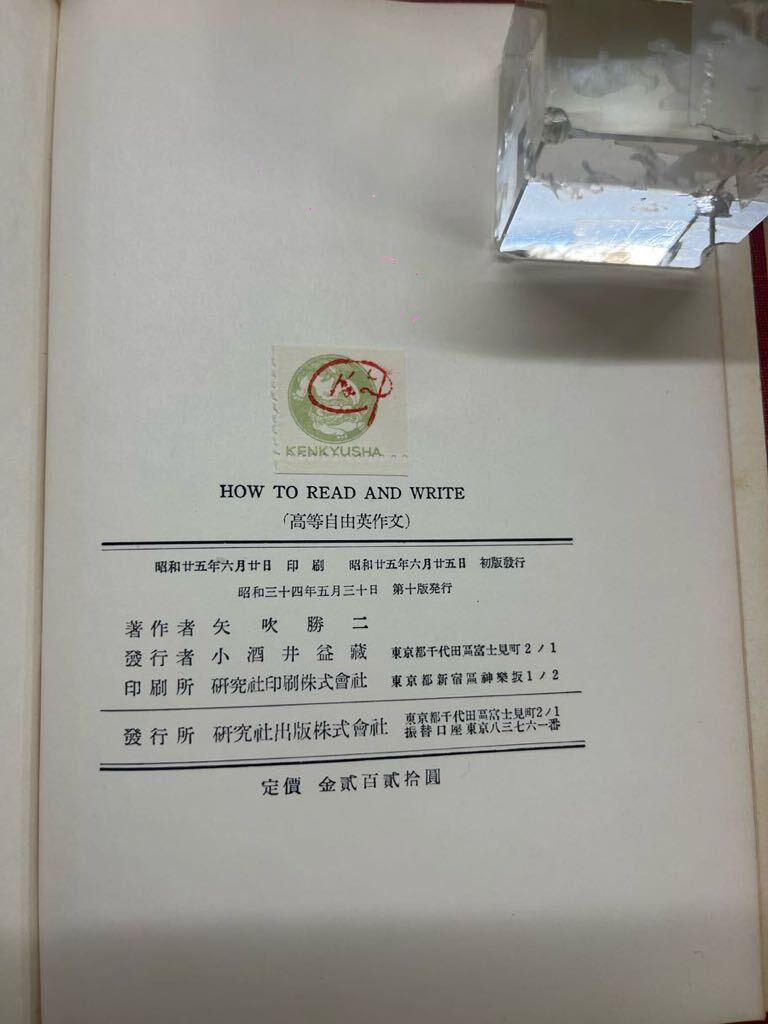 KENKYUSHA
HOW TO READ AND WRITE
(高等自由英作文)
昭和廿五年六月廿日 印刷 昭和廿五年六月廿五日 初版發行
昭和三十四年五月三十日 第十版発行
著作者 矢吹勝二
發行者 小酒井益藏 東京都千代田區富士見町2ノ1
印刷所 硏究社印刷株式會社 東京都新宿區神樂坂1ノ2
發行所 硏究社出版株式會社 東京都千代田區富士見町2ノ1
振替口座東京八三七六一番
定價 金貳百貳拾圓